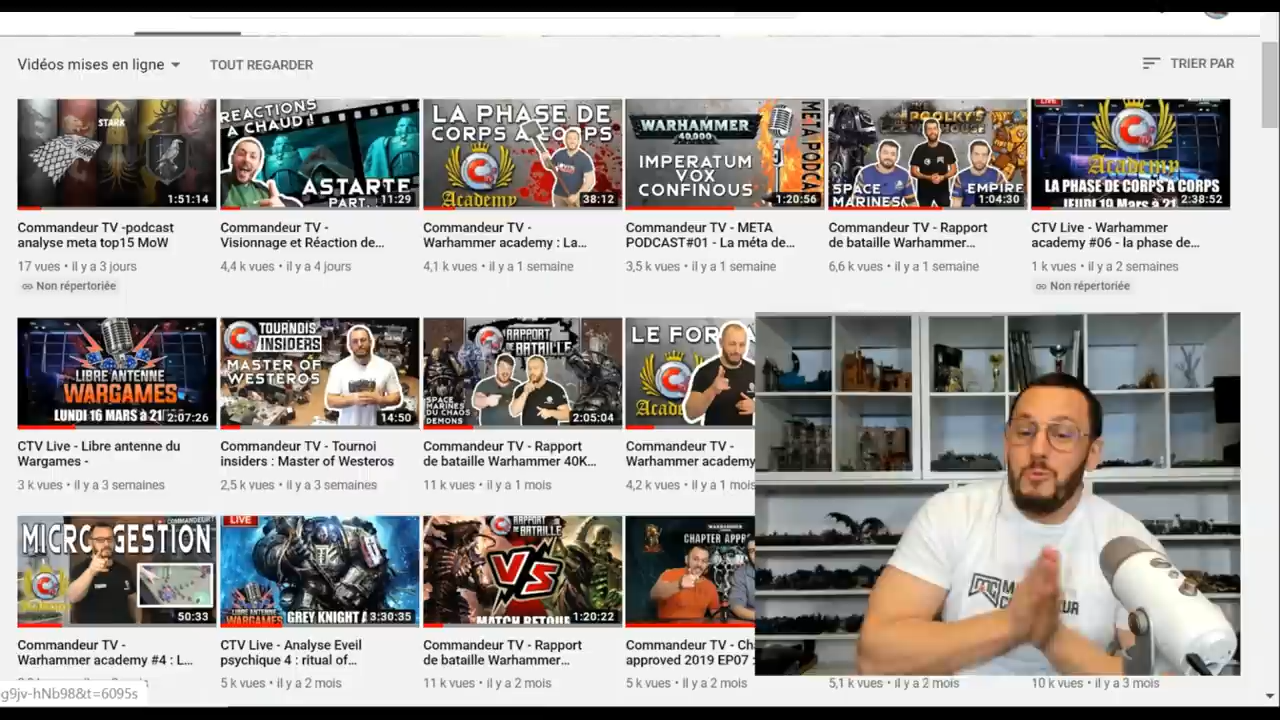 Vidéos mises en ligne
TOUT REGARDER
TRIER PAR
STARK
1:51:14
RÉACTIONS
À CHAUD !
ASTARTE
PART.
11:29
LA PHASE DE
CORPS À CORPS
Academy
38:12
WARHAMMER
40,000
IMPERATUM
VOX
CONFINOUS
META PODCA
1:20:56
POOLKY'S
HOUSE
SPACE
MARINES
EMPIRE
1:04:30
LIVE
Academy
LA PHASE DE CORPS A CORPS
JEUDI 19 Mars à 21
2:38:52
Commandeur TV -podcast
analyse meta top15 MoW
17 vues • il y a 3 jours
Non répertoriée
Commandeur TV -
Visionnage et Réaction de...
4,4 k vues • il y a 4 jours
Commandeur TV -
Warhammer academy : La...
4,1 k vues • il y a 1 semaine
Commandeur TV - META
PODCAST#01 - La méta de...
3,5 k vues • il y a 1 semaine
Commandeur TV - Rapport
de bataille Warhammer...
6,6 k vues • il y a 1 semaine
CTV Live - Warhammer
academy #06 - la phase de...
1 k vues • il y a 2 semaines
Non répertoriée
LIBRE ANTENNE
WARGAMES
LUNDI 16 MARS à 21
2:07:26
TOURNOIS
INSIDERS
MASTER OF
WESTEROS
14:50
RAPPORT
DE BATAILLE
SPACE
MARINES
DU CHAOS
DEMONS
2:05:04
LE FOR
Acad
CTV Live - Libre antenne du
Wargames -
3 k vues • il y a 3 semaines
Commandeur TV - Tournoi
insiders : Master of Westeros
2,5 k vues • il y a 3 semaines
Commandeur TV - Rapport
de bataille Warhammer 40K...
11 k vues • il y a 1 mois
Commandeur TV -
Warhammer academy
4,2 k vues • il y a 1 mois
MICRO GESTION
COMMANDEUR
50:33
LIVE
LIBRE ANTENNE
WARGAMES
GREY KNIGHT
3:30:35
RAPPORT
DE BATAILLE
VS
MATCH RETOUR
1:20:22
WARHAMMER
CHAPTER APPR
Commandeur TV -
Warhammer academy #4 : L...
CTV Live - Analyse Eveil
psychique 4 : ritual of...
5 k vues • il y a 2 mois
Commandeur TV - Rapport
de bataille Warhammer...
11 k vues • il y a 2 mois
Commandeur TV - Ch
approved 2019 EP07 :
5 k vues • il y a 2 mois
5,1 k vues • il y a 2 mois
10 k vues • il y a 3 mois
g9jv-hNb98&t=6095s